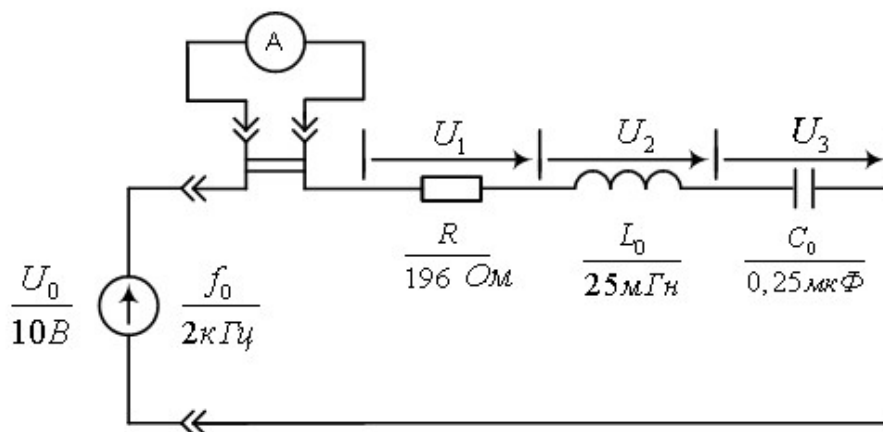 A
U₁ U₂ U₃
R
196 Ом
L₀
25мГн
C₀
0,25мкФ
U₀
10В
f₀
2кГц